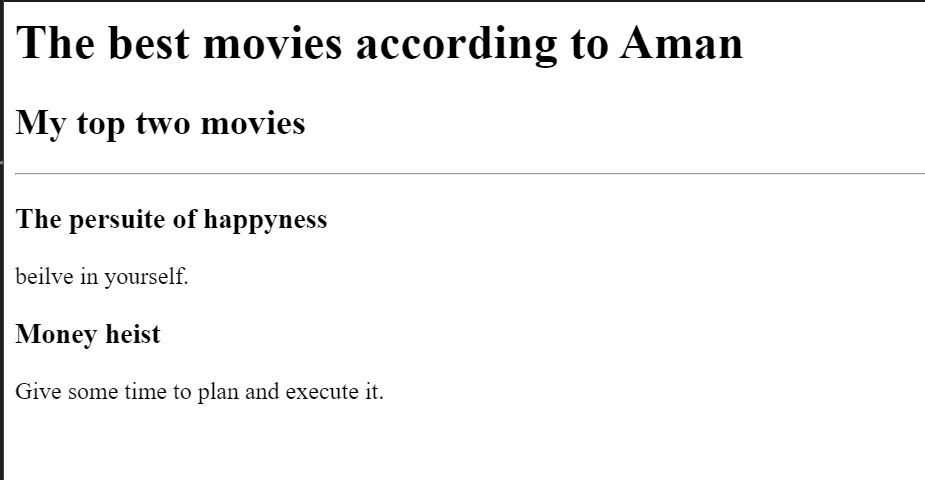 The best movies according to Aman
My top two movies
The persuite of happyness
beilve in yourself.
Money heist
Give some time to plan and execute it.